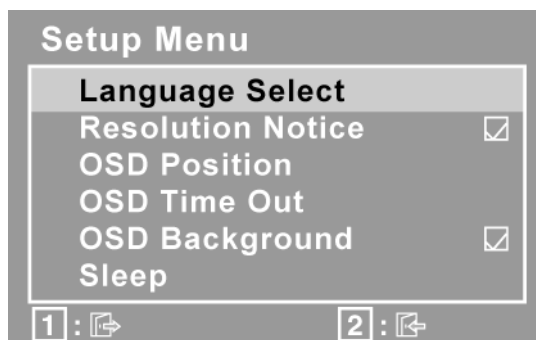 Setup Menu
Language Select
Resolution Notice
OSD Position
OSD Time Out
OSD Background
Sleep
1 : 2 :